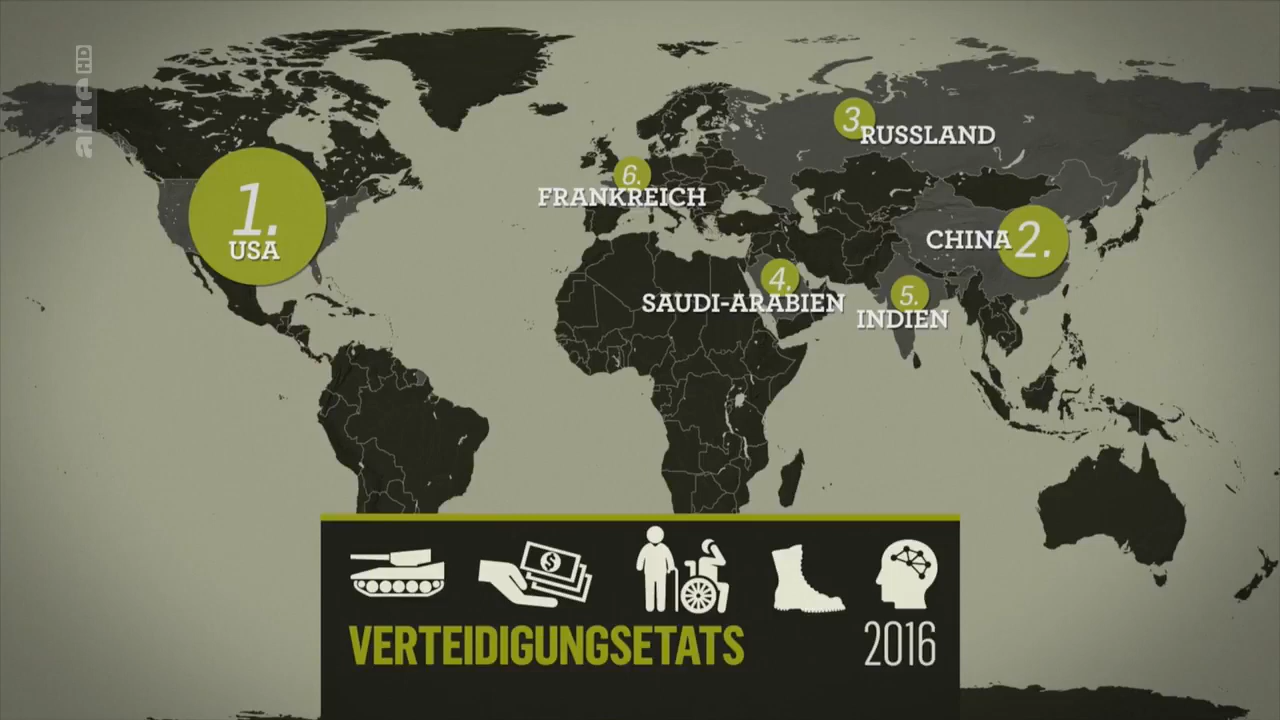 arte HD
1.
USA
2.
CHINA
3.
RUSSLAND
4.
SAUDI-ARABIEN
5.
INDIEN
6.
FRANKREICH
$
VERTEIDIGUNGSETATS
2016